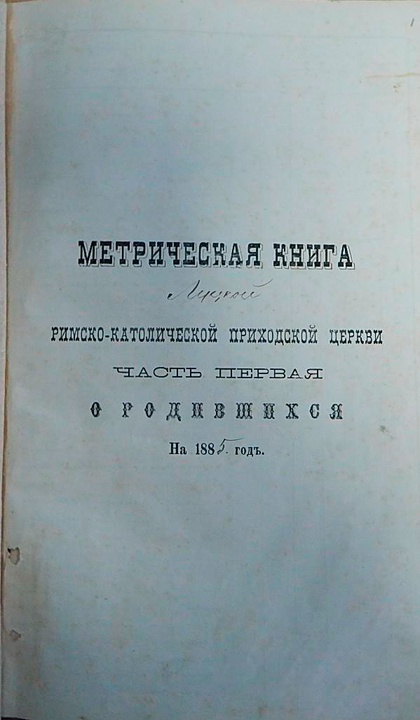 1
МЕТРИЧЕСКАЯ КНИГА
Луцкой
РИМСКО-КАТОЛИЧЕСКОЙ ПРИХОДСКОЙ ЦЕРКВИ
ЧАСТЬ ПЕРВАЯ
О РОДИВШИХСЯ
На 1885. годъ.